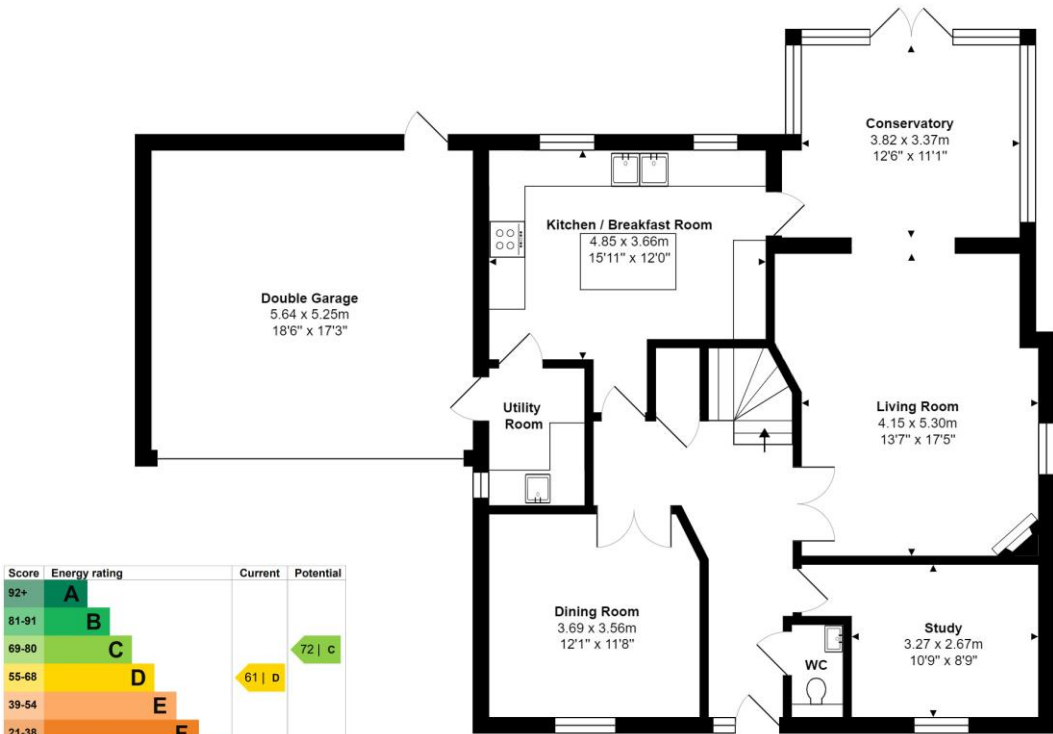 Conservatory
3.82 x 3.37m
12'6" x 11'1"
Kitchen / Breakfast Room
4.85 x 3.66m
15'11" x 12'0"
Double Garage
5.64 x 5.25m
18'6" x 17'3"
Utility
Room
Living Room
4.15 x 5.30m
13'7" x 17'5"
Dining Room
3.69 x 3.56m
12'1" x 11'8"
WC
Study
3.27 x 2.67m
10'9" x 8'9"
Score Energy rating Current Potential
92+ A
81-91 B
69-80 C 72 | C
55-68 D 61 | D
39-54 E
21-38 F